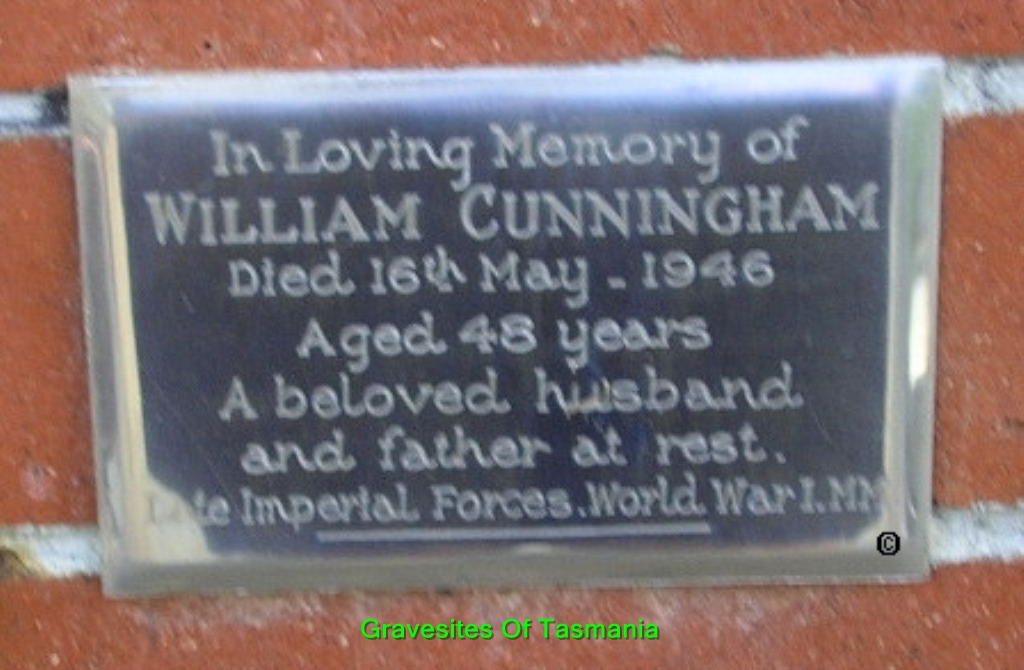 In Loving Memory of
WILLIAM CUNNINGHAM
Died 16th May - 1946
Aged 48 years
A beloved husband
and father at rest.
Late Imperial Forces. World War I. MM
©
Gravesites Of Tasmania